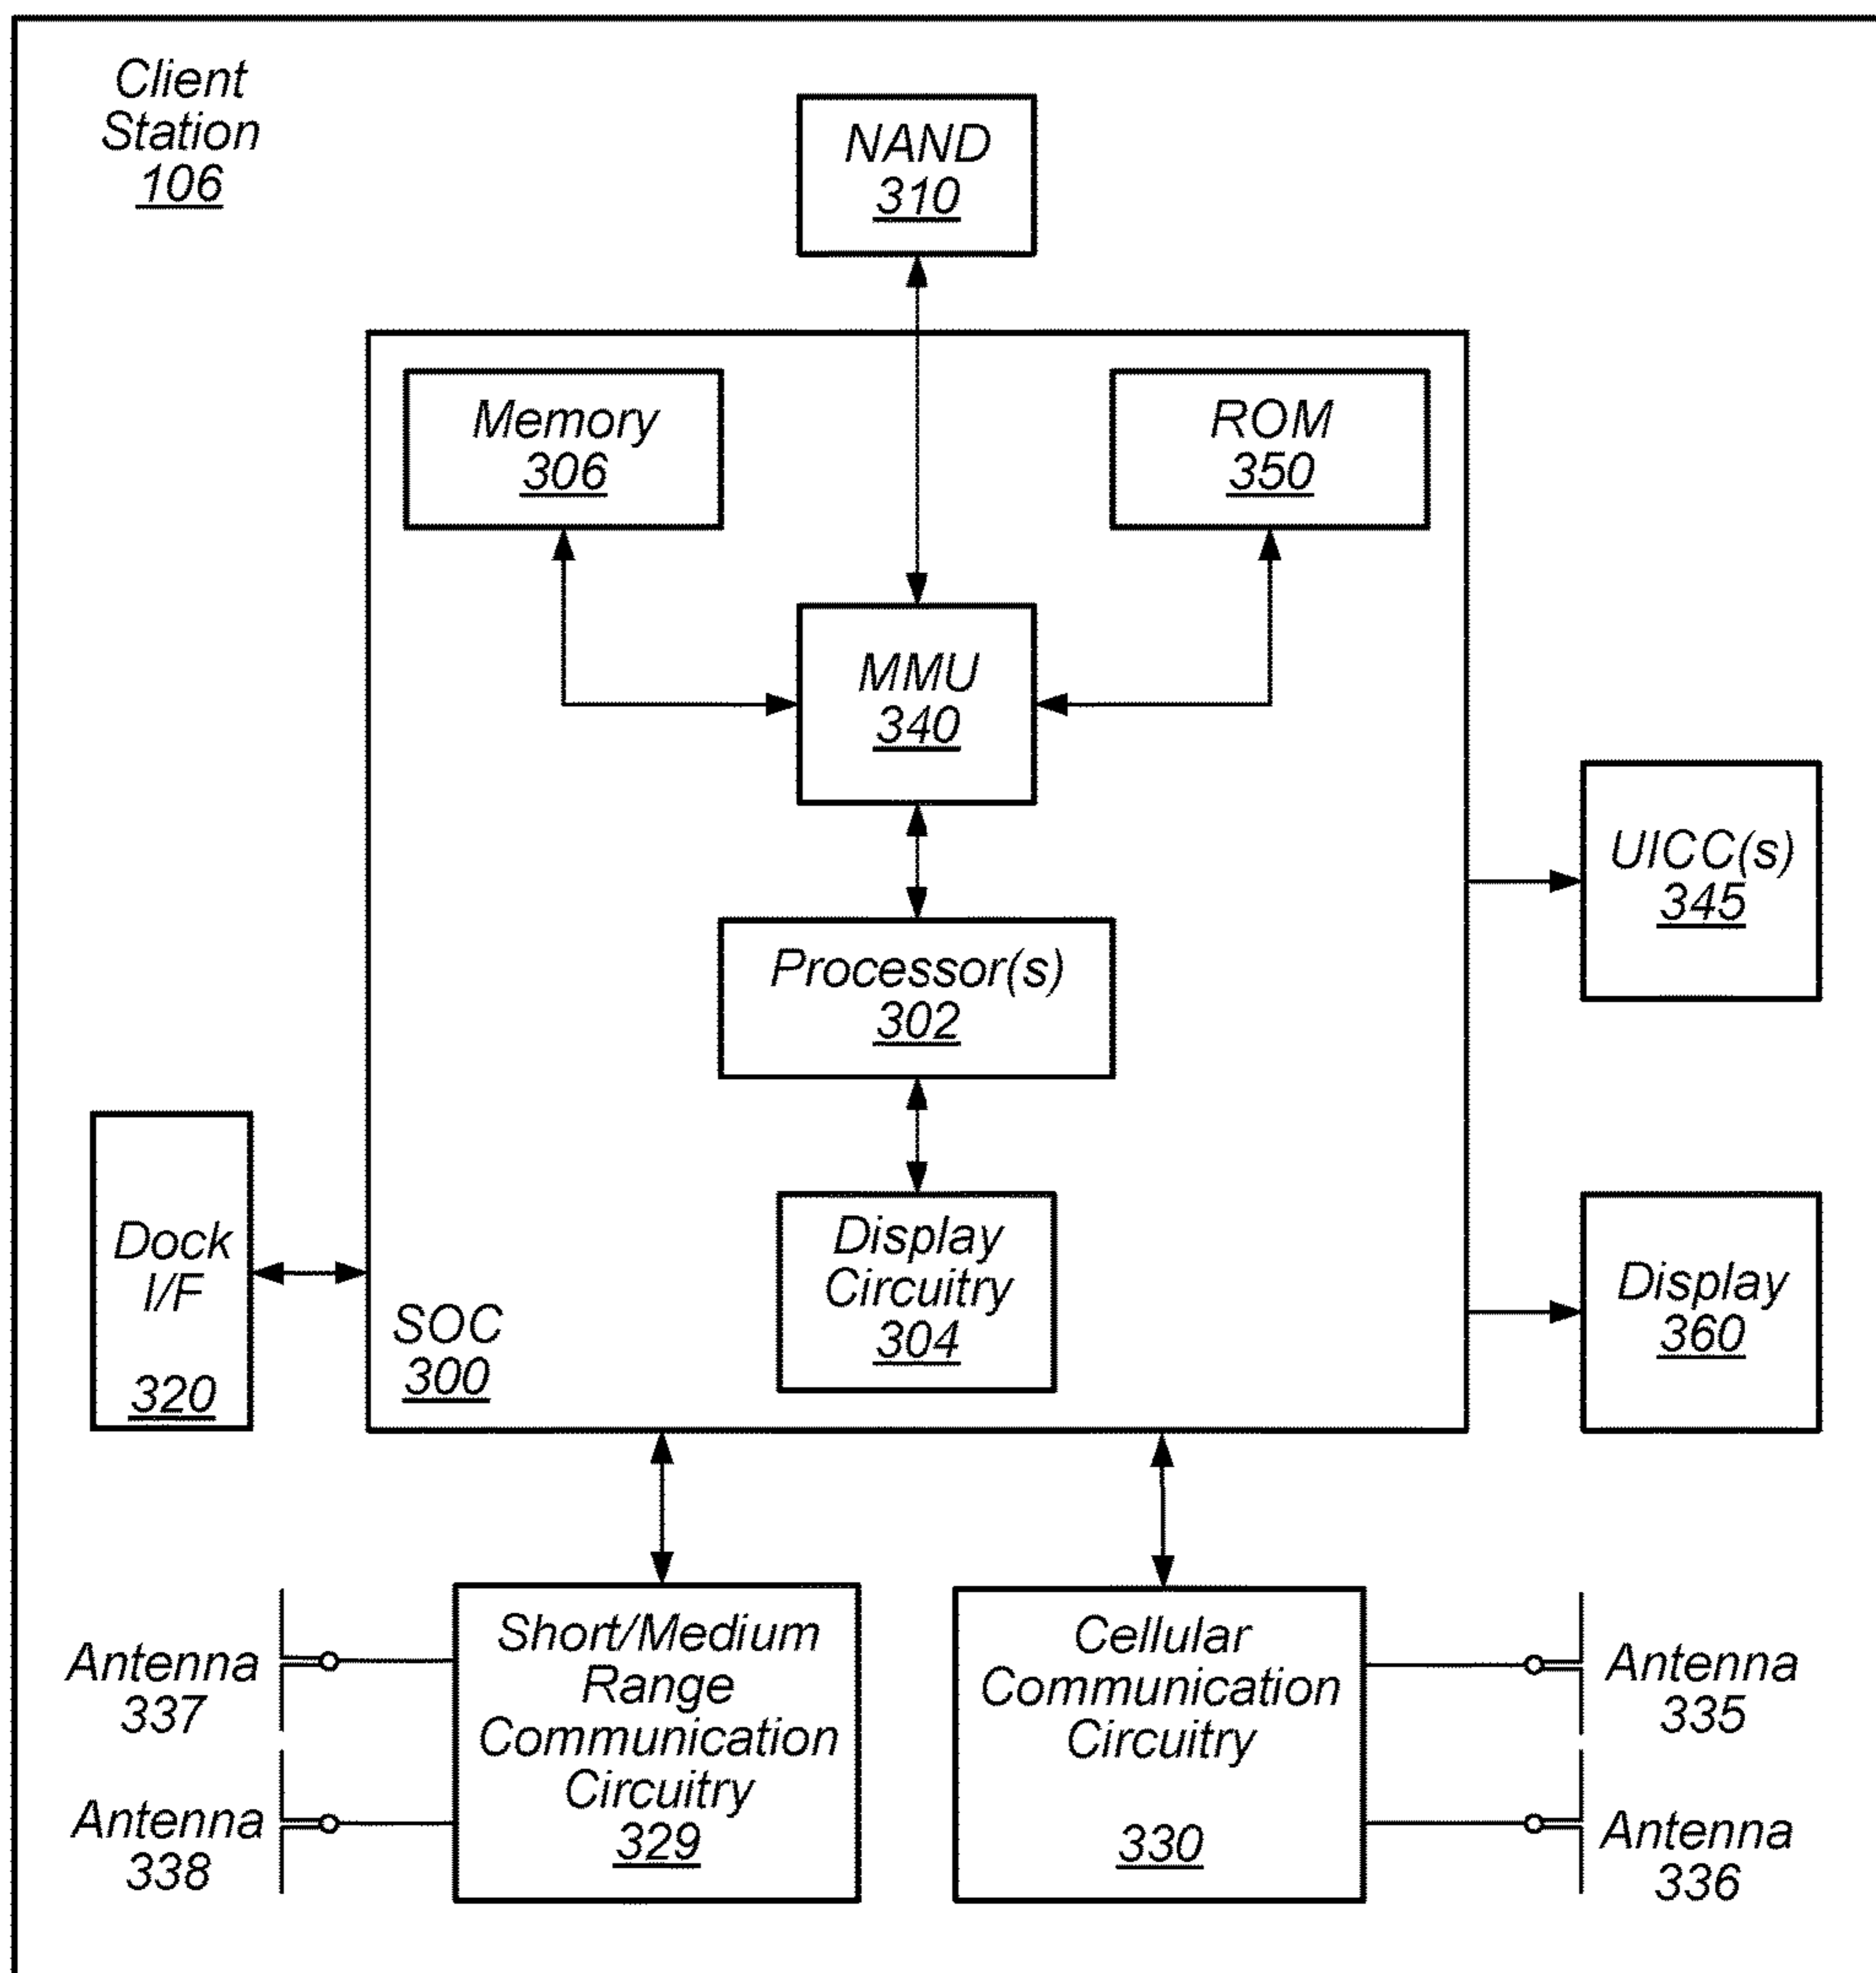 Client
Station
106
NAND
310
Memory
306
ROM
350
MMU
340
UICC(s)
345
Processor(s)
302
Dock
I/F
320
Display
Circuitry
304
SOC
300
Display
360
Short/Medium
Range
Communication
Circuitry
329
Cellular
Communication
Circuitry
330
Antenna
337
Antenna
338
Antenna
335
Antenna
336